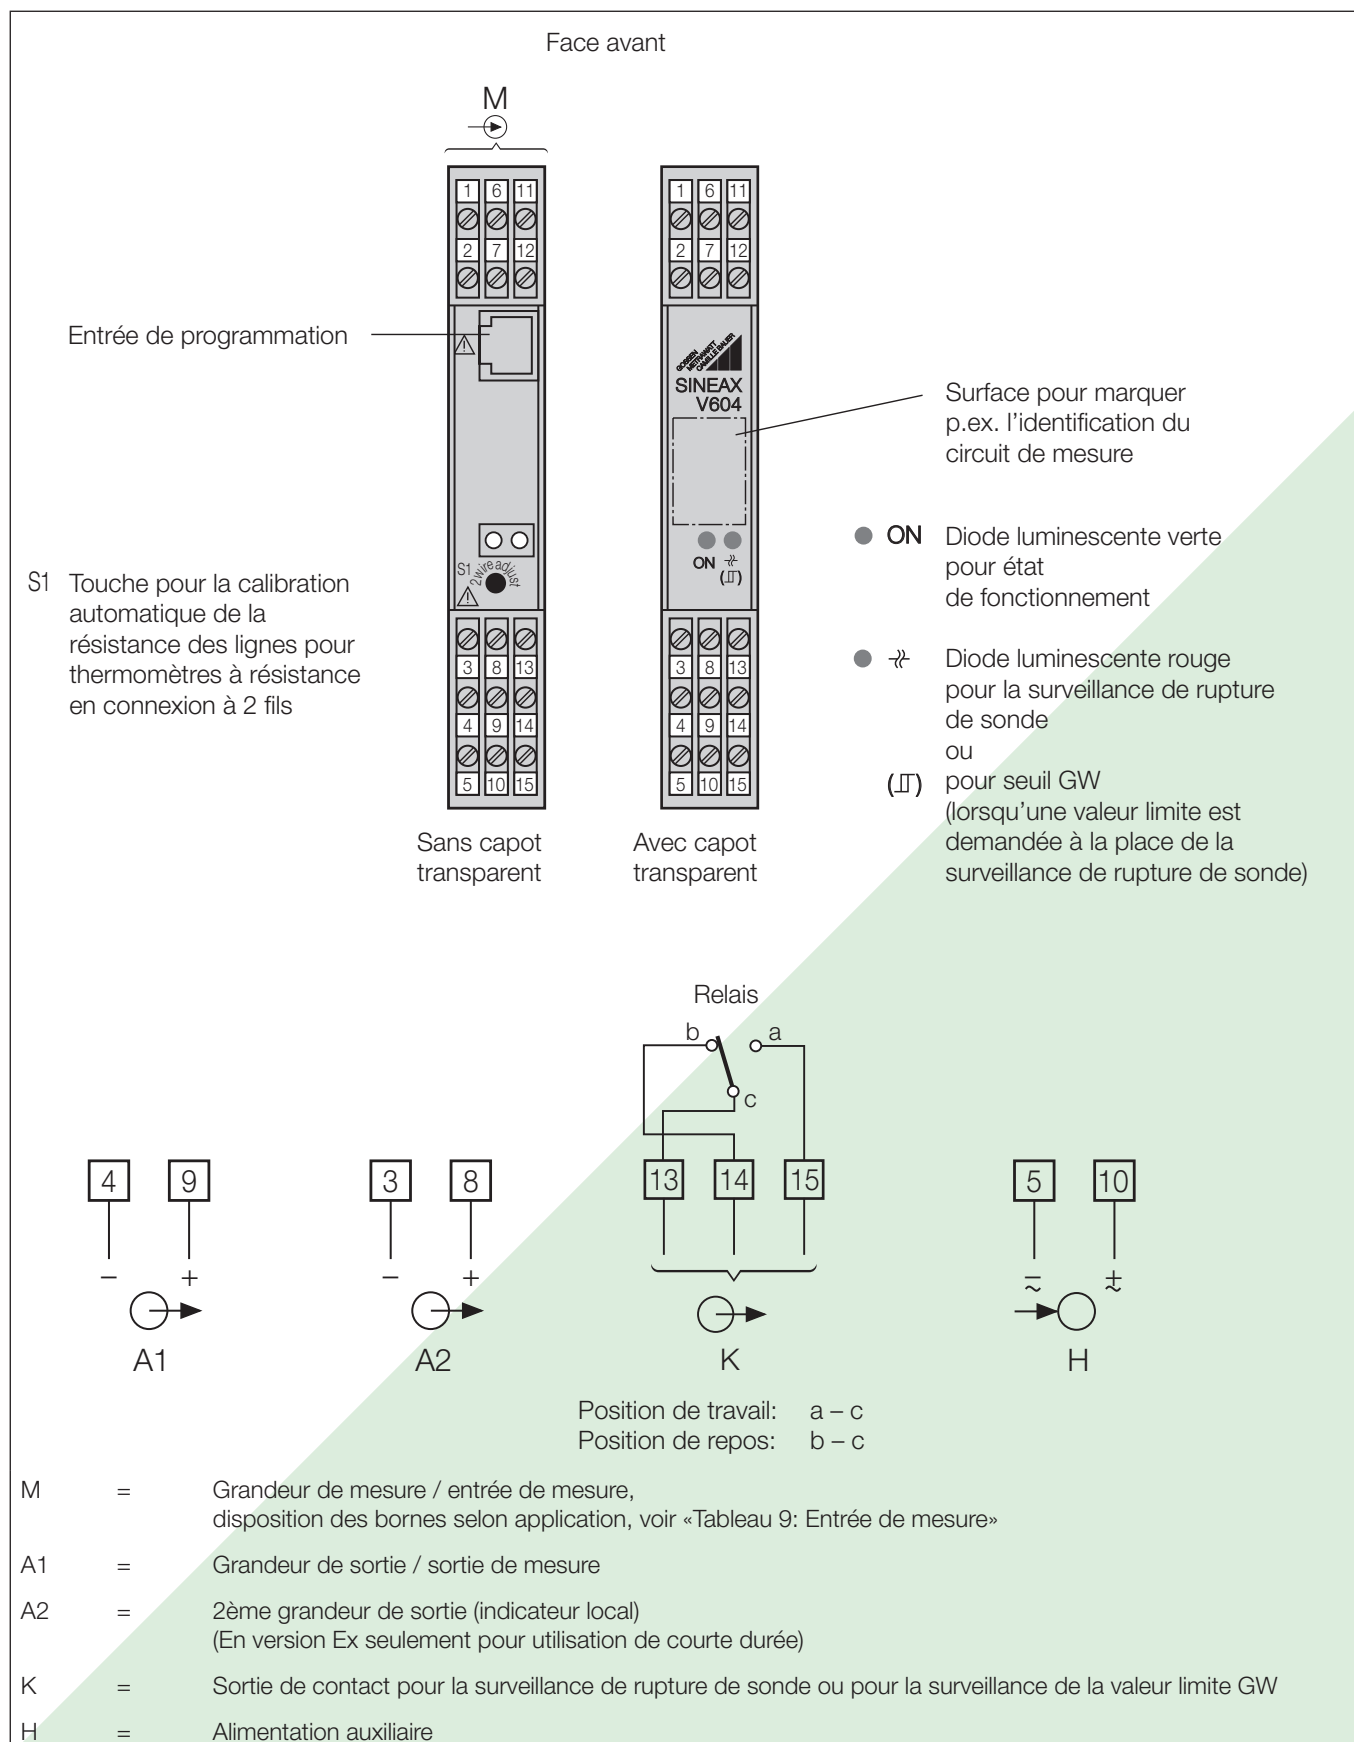 Face avant
M
1 6 11
2 7 12
1 6 11
2 7 12
Entrée de programmation
GOSSEN
METRAWATT
CAMILLE BAUER
SINEAX
V604
Surface pour marquer
p.ex. l'identification du
circuit de mesure
ON Diode luminescente verte
pour état
de fonctionnement
ON
S1
2 wire adjust
S1 Touche pour la calibration
automatique de la
résistance des lignes pour
thermomètres à résistance
en connexion à 2 fils
3 8 13
4 9 14
5 10 15
3 8 13
4 9 14
5 10 15
Diode luminescente rouge
pour la surveillance de rupture
de sonde
ou
pour seuil GW
(lorsqu'une valeur limite est
demandée à la place de la
surveillance de rupture de sonde)
Sans capot
transparent
Avec capot
transparent
Relais
b a
c
4 9
3 8
13 14 15
5 10
– +
– +
A1
A2
K
H
Position de travail: a – c
Position de repos: b – c
M = Grandeur de mesure / entrée de mesure,
disposition des bornes selon application, voir «Tableau 9: Entrée de mesure»
A1 = Grandeur de sortie / sortie de mesure
A2 = 2ème grandeur de sortie (indicateur local)
(En version Ex seulement pour utilisation de courte durée)
K = Sortie de contact pour la surveillance de rupture de sonde ou pour la surveillance de la valeur limite GW
H = Alimentation auxiliaire